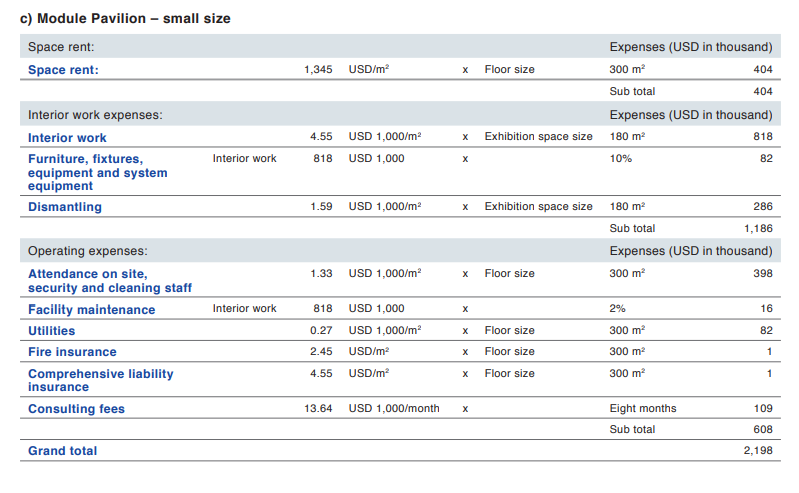 c) Module Pavilion – small size
Space rent: Expenses (USD in thousand)
Space rent: 1,345 USD/m² x Floor size 300 m² 404
Sub total 404
Interior work expenses: Expenses (USD in thousand)
Interior work 4.55 USD 1,000/m² x Exhibition space size 180 m² 818
Furniture, fixtures, Interior work 818 USD 1,000 x 10% 82
equipment and system
equipment
Dismantling 1.59 USD 1,000/m² x Exhibition space size 180 m² 286
Sub total 1,186
Operating expenses: Expenses (USD in thousand)
Attendance on site, 1.33 USD 1,000/m² x Floor size 300 m² 398
security and cleaning staff
Facility maintenance Interior work 818 USD 1,000 x 2% 16
Utilities 0.27 USD 1,000/m² x Floor size 300 m² 82
Fire insurance 2.45 USD/m² x Floor size 300 m² 1
Comprehensive liability 4.55 USD/m² x Floor size 300 m² 1
insurance
Consulting fees 13.64 USD 1,000/month x Eight months 109
Sub total 608
Grand total 2,198